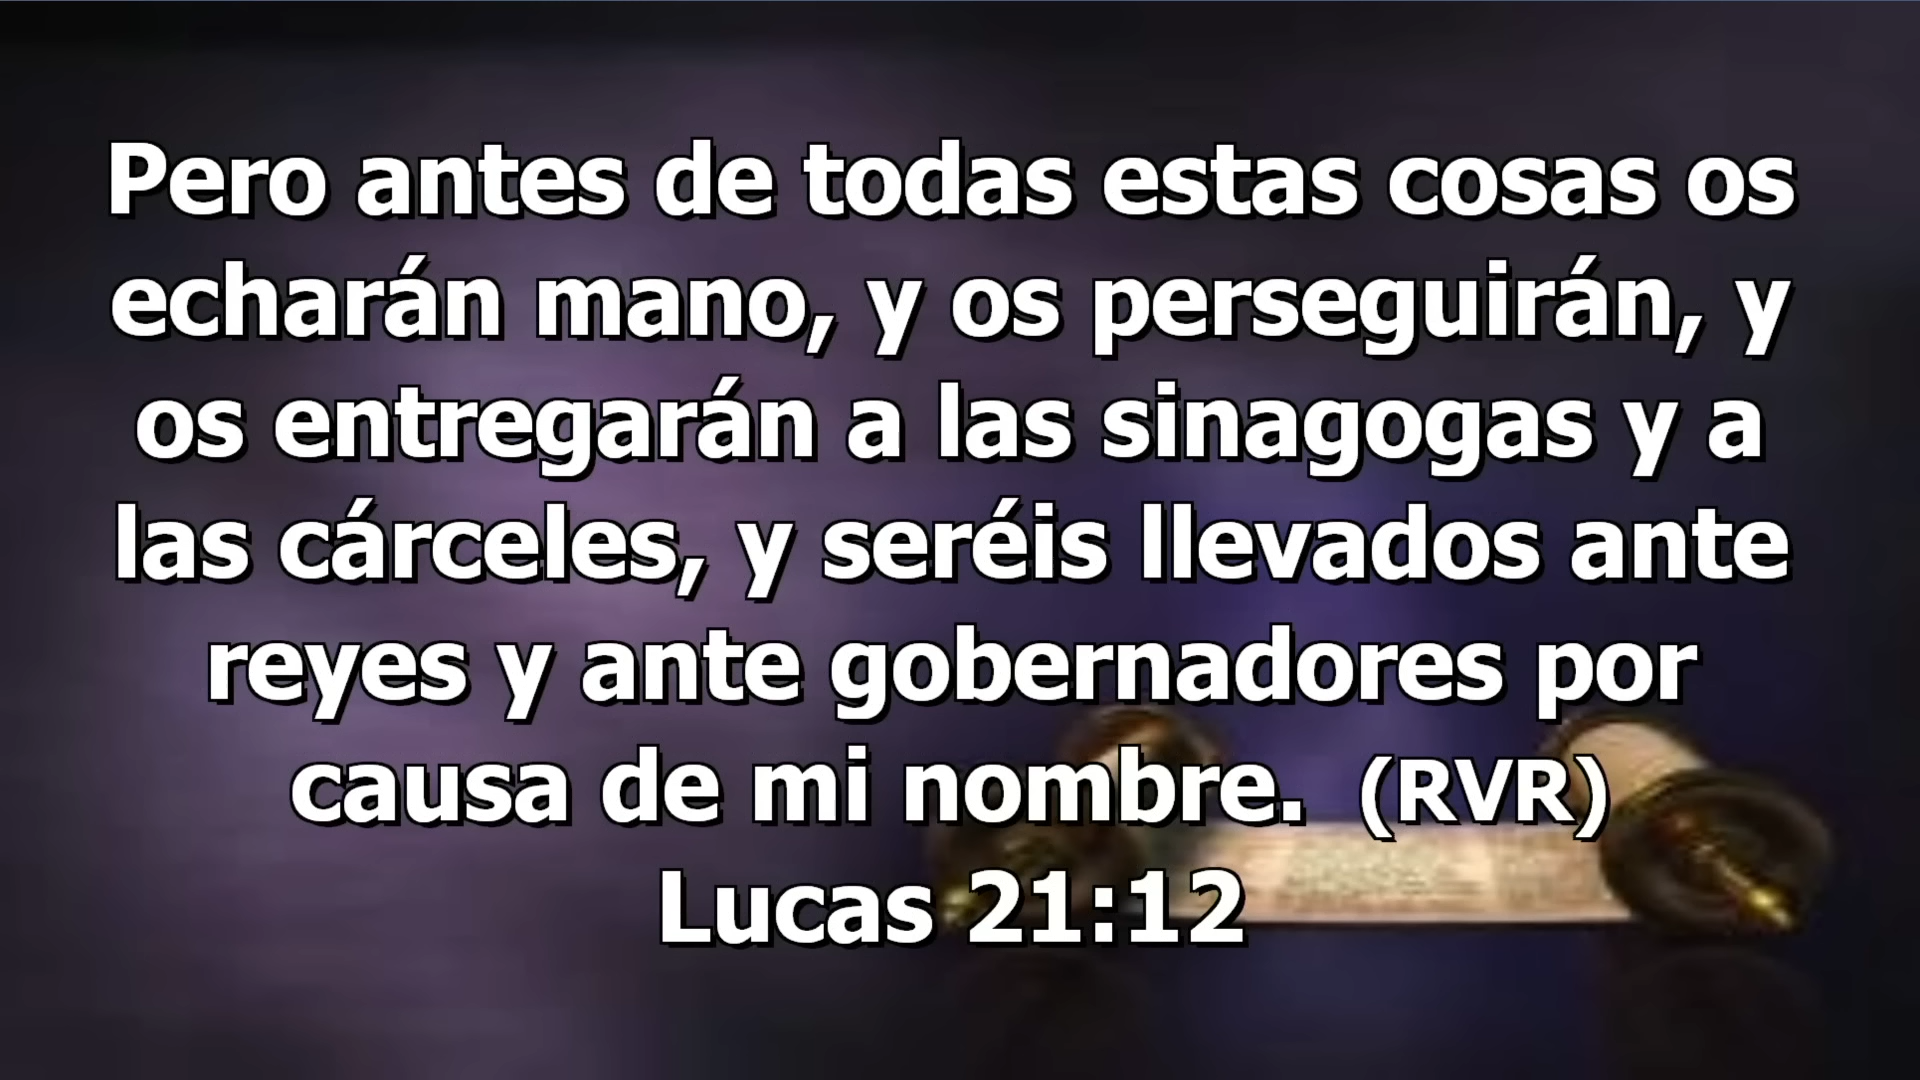 Pero antes de todas estas cosas os
echarán mano, y os perseguirán, y
os entregarán a las sinagogas y a
las cárceles, y seréis llevados ante
reyes y ante gobernadores por
causa de mi nombre. (RVR)
Lucas 21:12